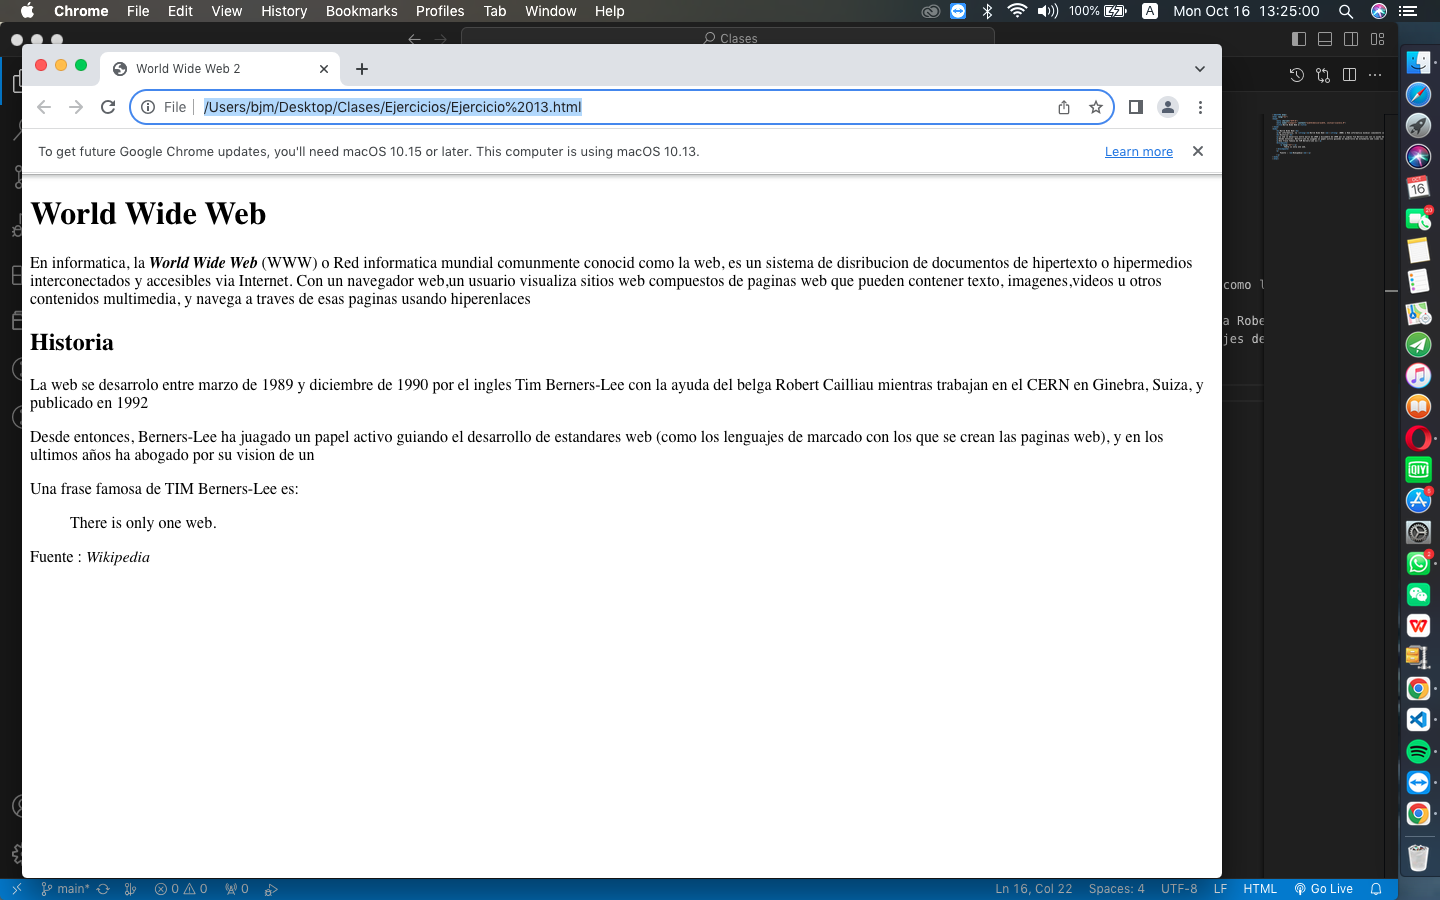 Chrome File Edit View History Bookmarks Profiles Tab Window Help 100% A Mon Oct 16 13:25:00
Clases
World Wide Web 2
File /Users/bjm/Desktop/Clases/Ejercicios/Ejercicio%2013.html
To get future Google Chrome updates, you'll need macOS 10.15 or later. This computer is using macOS 10.13. Learn more
World Wide Web
En informatica, la World Wide Web (WWW) o Red informatica mundial comunmente conocid como la web, es un sistema de disribucion de documentos de hipertexto o hipermedios
interconectados y accesibles via Internet. Con un navegador web,un usuario visualiza sitios web compuestos de paginas web que pueden contener texto, imagenes,videos u otros
contenidos multimedia, y navega a traves de esas paginas usando hiperenlaces
Historia
La web se desarrolo entre marzo de 1989 y diciembre de 1990 por el ingles Tim Berners-Lee con la ayuda del belga Robert Cailliau mientras trabajan en el CERN en Ginebra, Suiza, y
publicado en 1992
Desde entonces, Berners-Lee ha juagado un papel activo guiando el desarrollo de estandares web (como los lenguajes de marcado con los que se crean las paginas web), y en los
ultimos años ha abogado por su vision de un
Una frase famosa de TIM Berners-Lee es:
There is only one web.
Fuente : Wikipedia
como l
a Robe
jes de
OCT
16
QIY
main* 0 0 0 Ln 16, Col 22 Spaces: 4 UTF-8 LF HTML Go Live